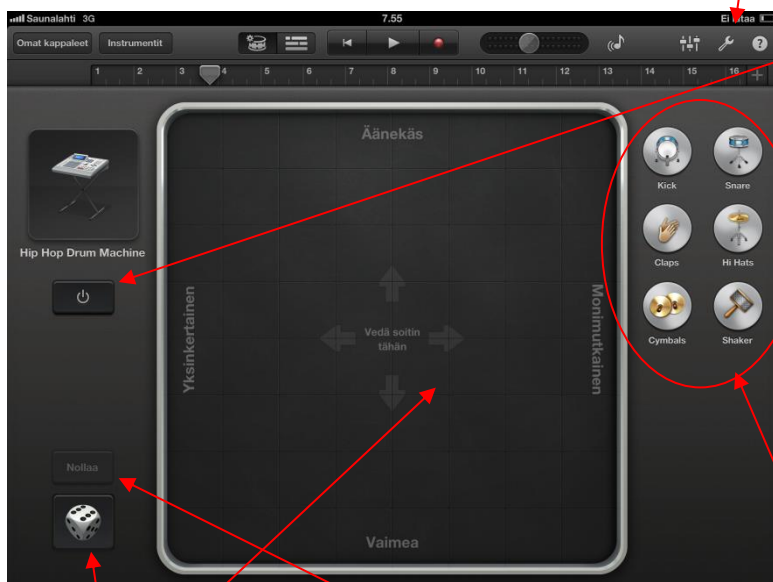 Saunalahti 3G 7.55
Omat kappaleet Instrumentit
1 2 3 4 5 6 7 8 9 10 11 12 13 14 15 16
Äänekäs
Kick Snare
Hip Hop Drum Machine
Claps Hi Hats
Yksinkertainen
Vedä soitin
tähän
Monimutkainen
Cymbals Shaker
Nollaa
Vaimea